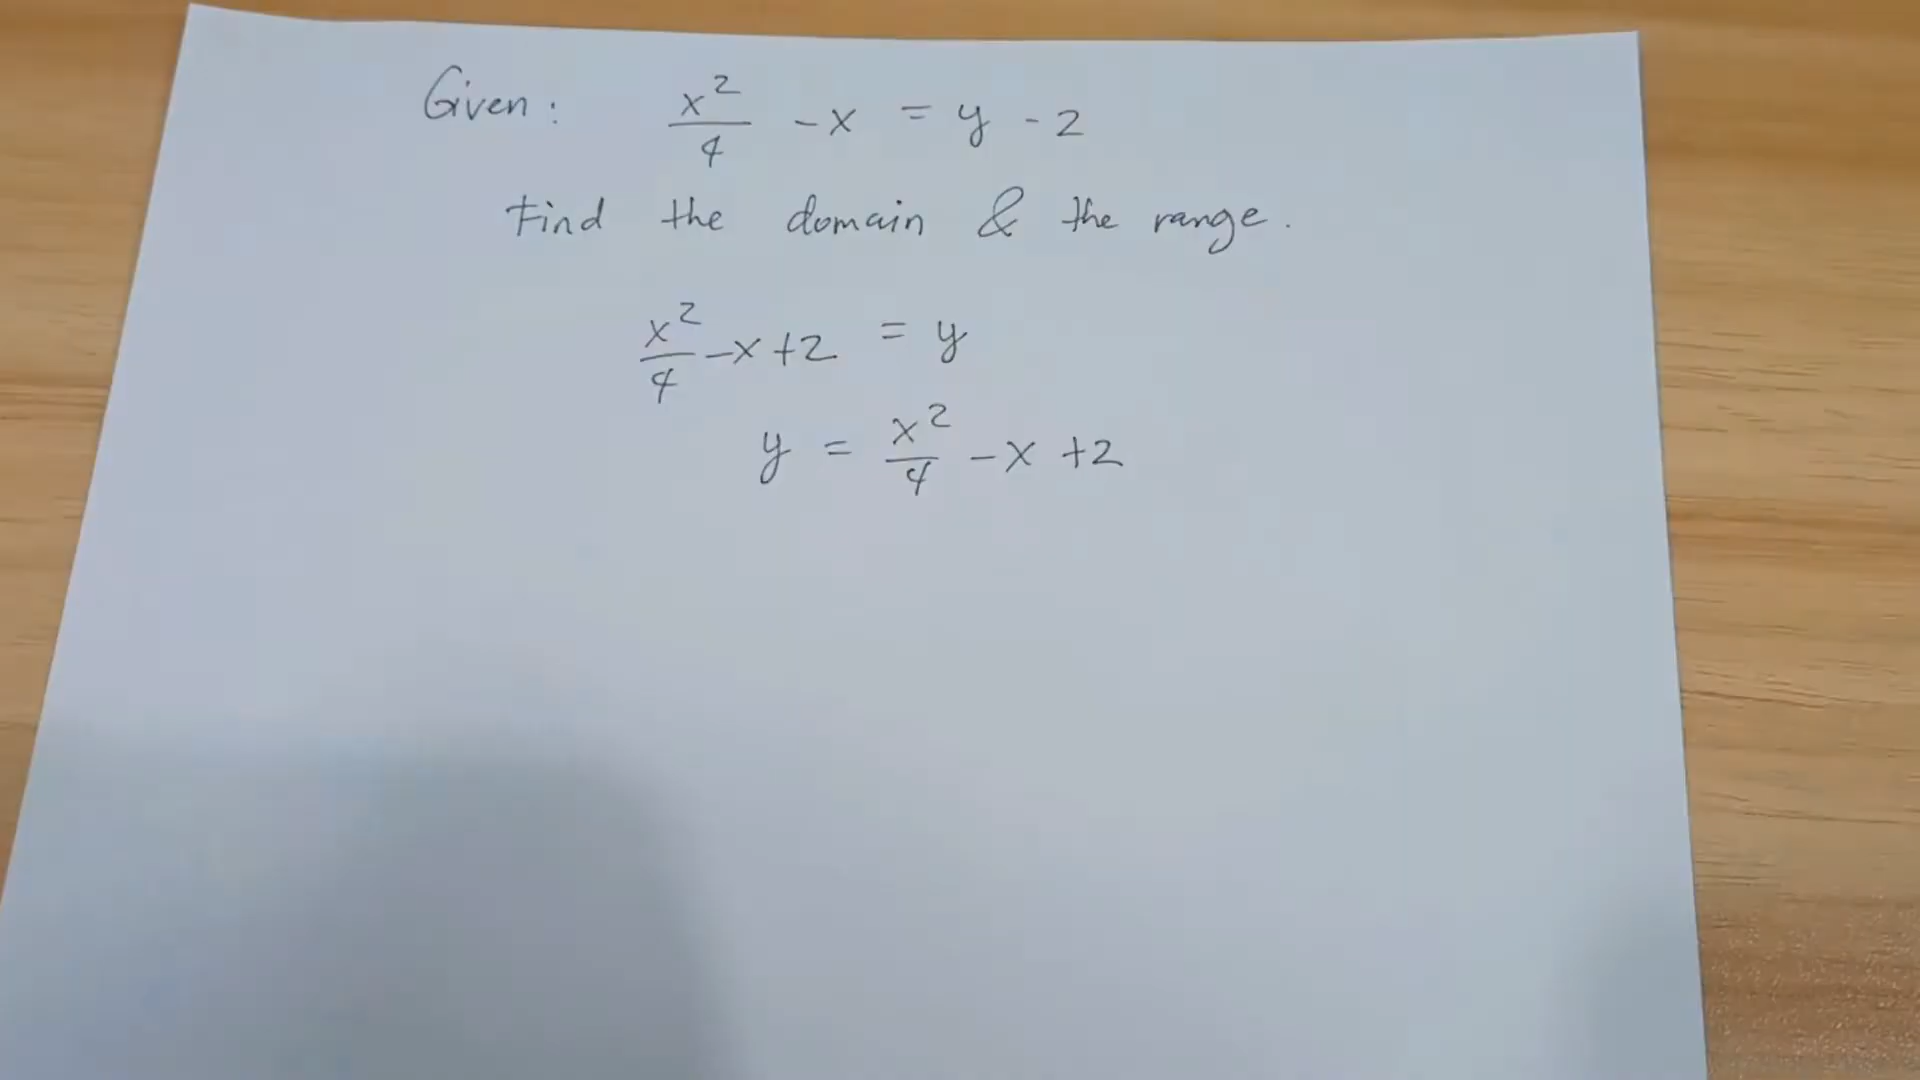 Given: x²/4 - x = y - 2
Find the domain & the range.
x²/4 - x + 2 = y
y = x²/4 - x + 2